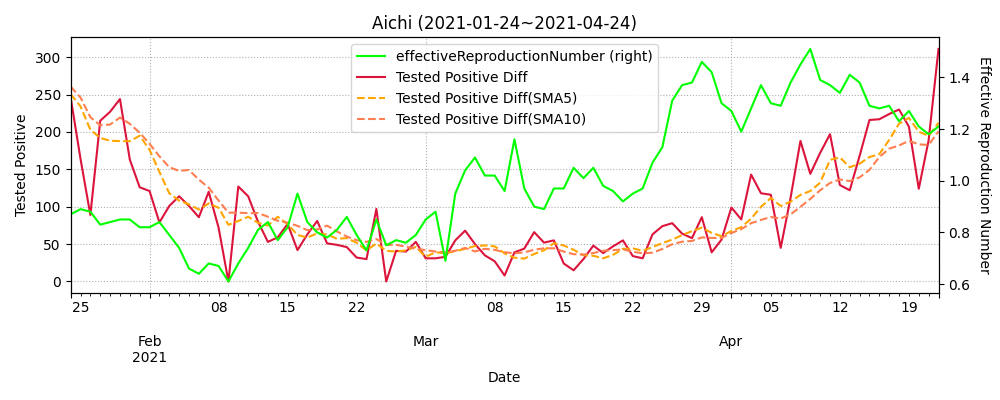 Aichi (2021-01-24~2021-04-24)
effectiveReproductionNumber (right)
Tested Positive Diff
Tested Positive Diff(SMA5)
Tested Positive Diff(SMA10)
Tested Positive
300
250
200
150
100
50
0
1.4
1.2
1.0
0.8
0.6
Effective Reproduction Number
25 08 15 22 08 15 22 29 05 12 19
Feb Mar Apr
2021
Date